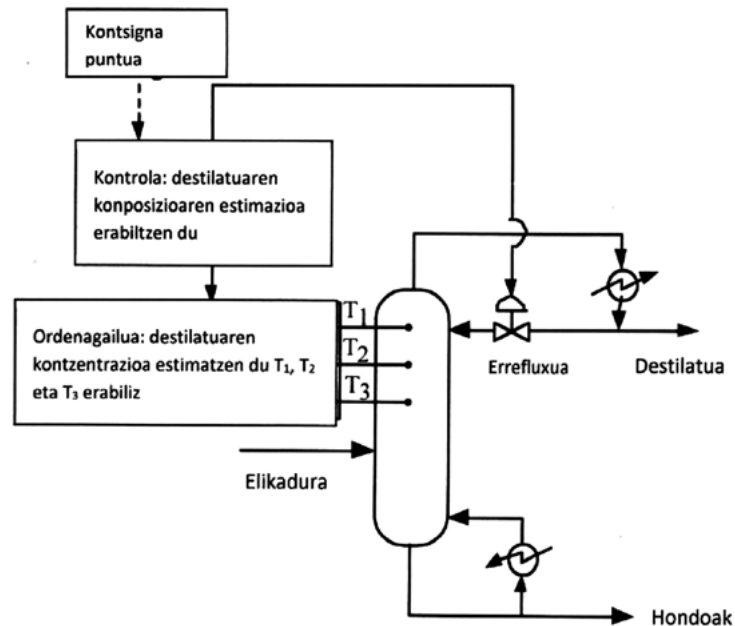 Kontsigna
puntua
Kontrola: destilatuaren
konposizioaren estimazioa
erabiltzen du
Ordenagailua: destilatuaren
kontzentrazioa estimatzen du T₁, T₂
eta T₃ erabiliz
T₁
T₂
T₃
Errefluxua
Destilatua
Elikadura
Hondoak